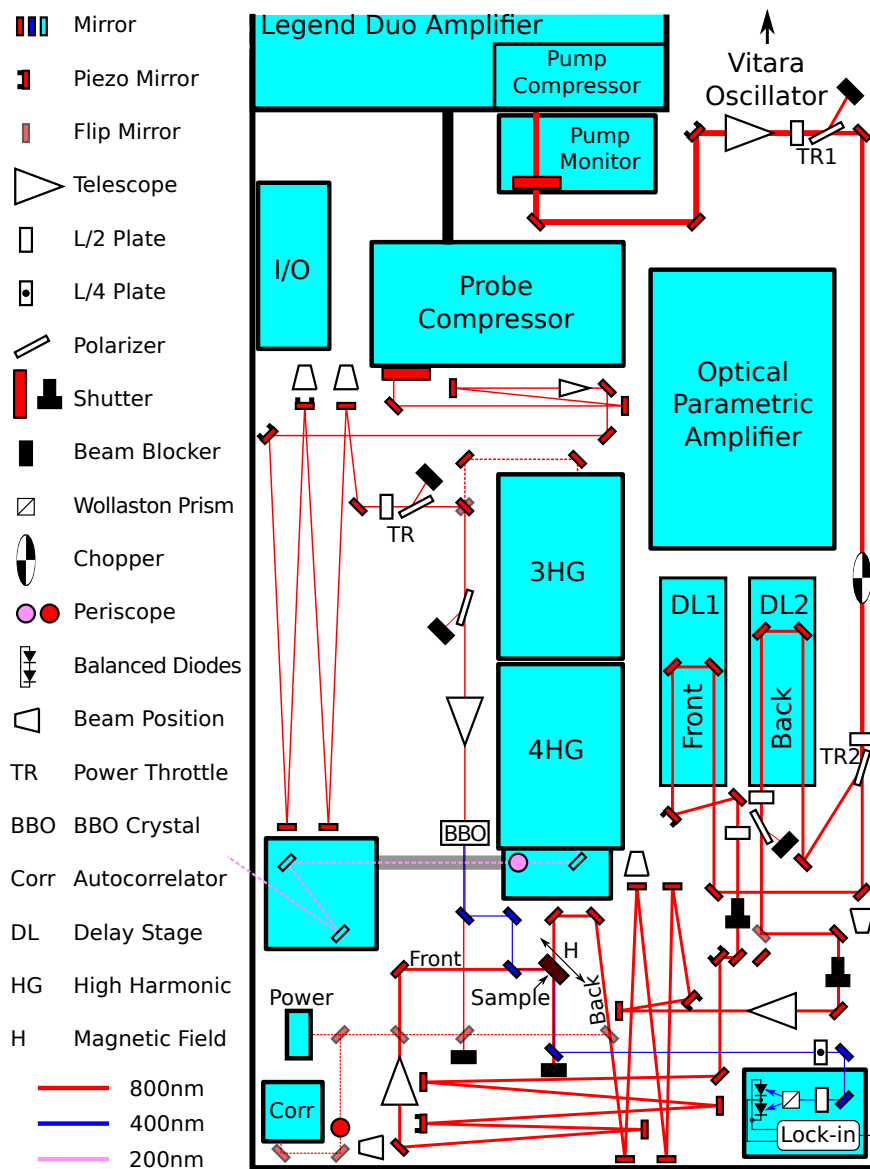 Mirror
Piezo Mirror
Flip Mirror
Telescope
L/2 Plate
L/4 Plate
Polarizer
Shutter
Beam Blocker
Wollaston Prism
Chopper
Periscope
Balanced Diodes
Beam Position
TR Power Throttle
BBO BBO Crystal
Corr Autocorrelator
DL Delay Stage
HG High Harmonic
H Magnetic Field
800nm
400nm
200nm
Legend Duo Amplifier
Pump
Compressor
Pump
Monitor
Vitara
Oscillator
TR1
I/O
Probe
Compressor
Optical
Parametric
Amplifier
TR
3HG
4HG
DL1
Front
DL2
Back
TR2
BBO
Front
H
Sample
Back
Power
Corr
Lock-in